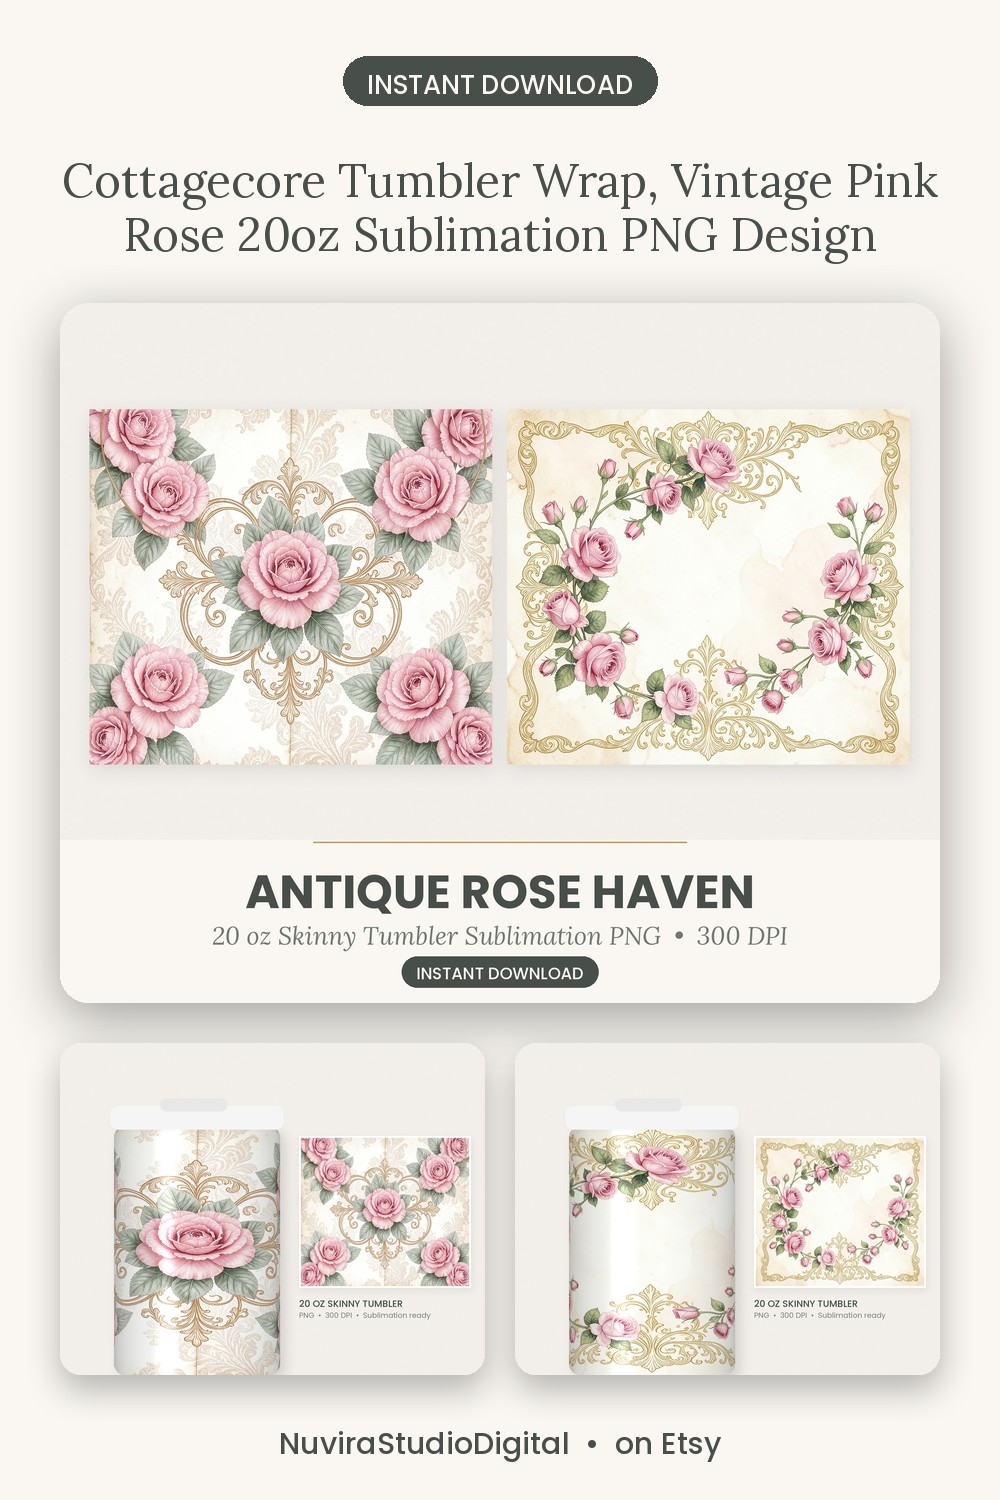 INSTANT DOWNLOAD
Cottagecore Tumbler Wrap, Vintage Pink
Rose 20oz Sublimation PNG Design
ANTIQUE ROSE HAVEN
20 oz Skinny Tumbler Sublimation PNG • 300 DPI
INSTANT DOWNLOAD
20 OZ SKINNY TUMBLER
PNG • 300 DPI • Sublimation ready
20 OZ SKINNY TUMBLER
PNG • 300 DPI • Sublimation ready
NuviraStudioDigital • on Etsy